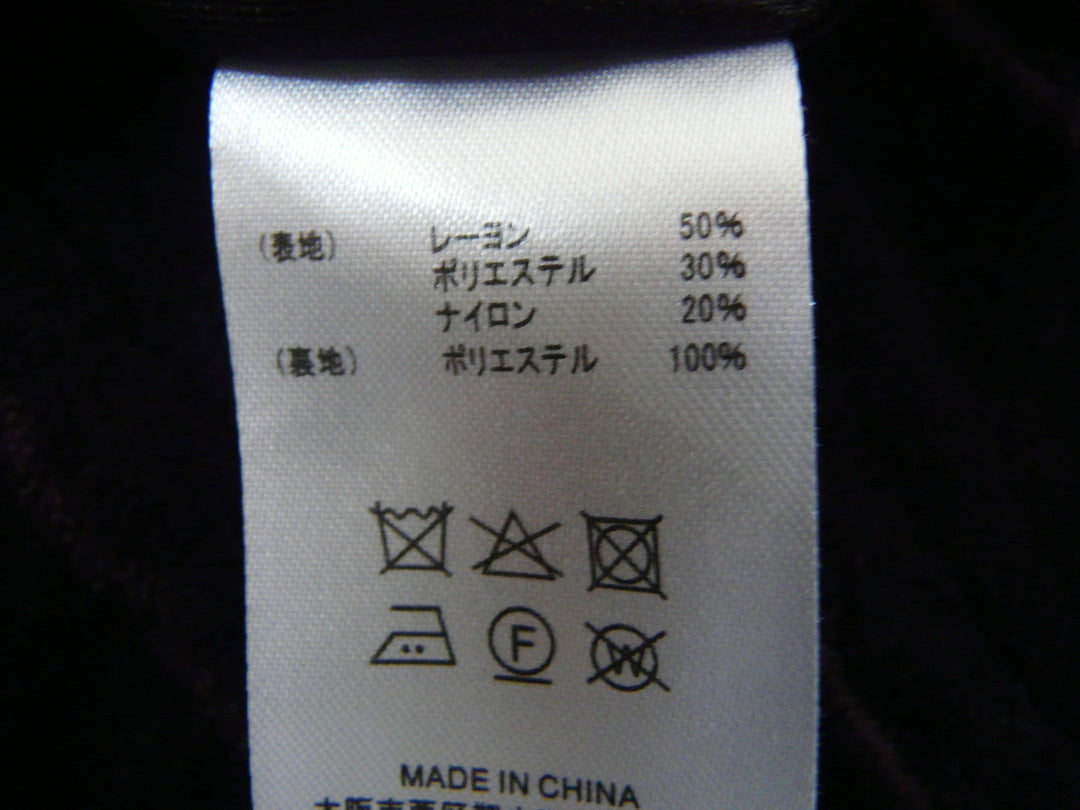 (表地) レーヨン 50%
ポリエステル 30%
ナイロン 20%
(裏地) ポリエステル 100%
F
W
MADE IN CHINA